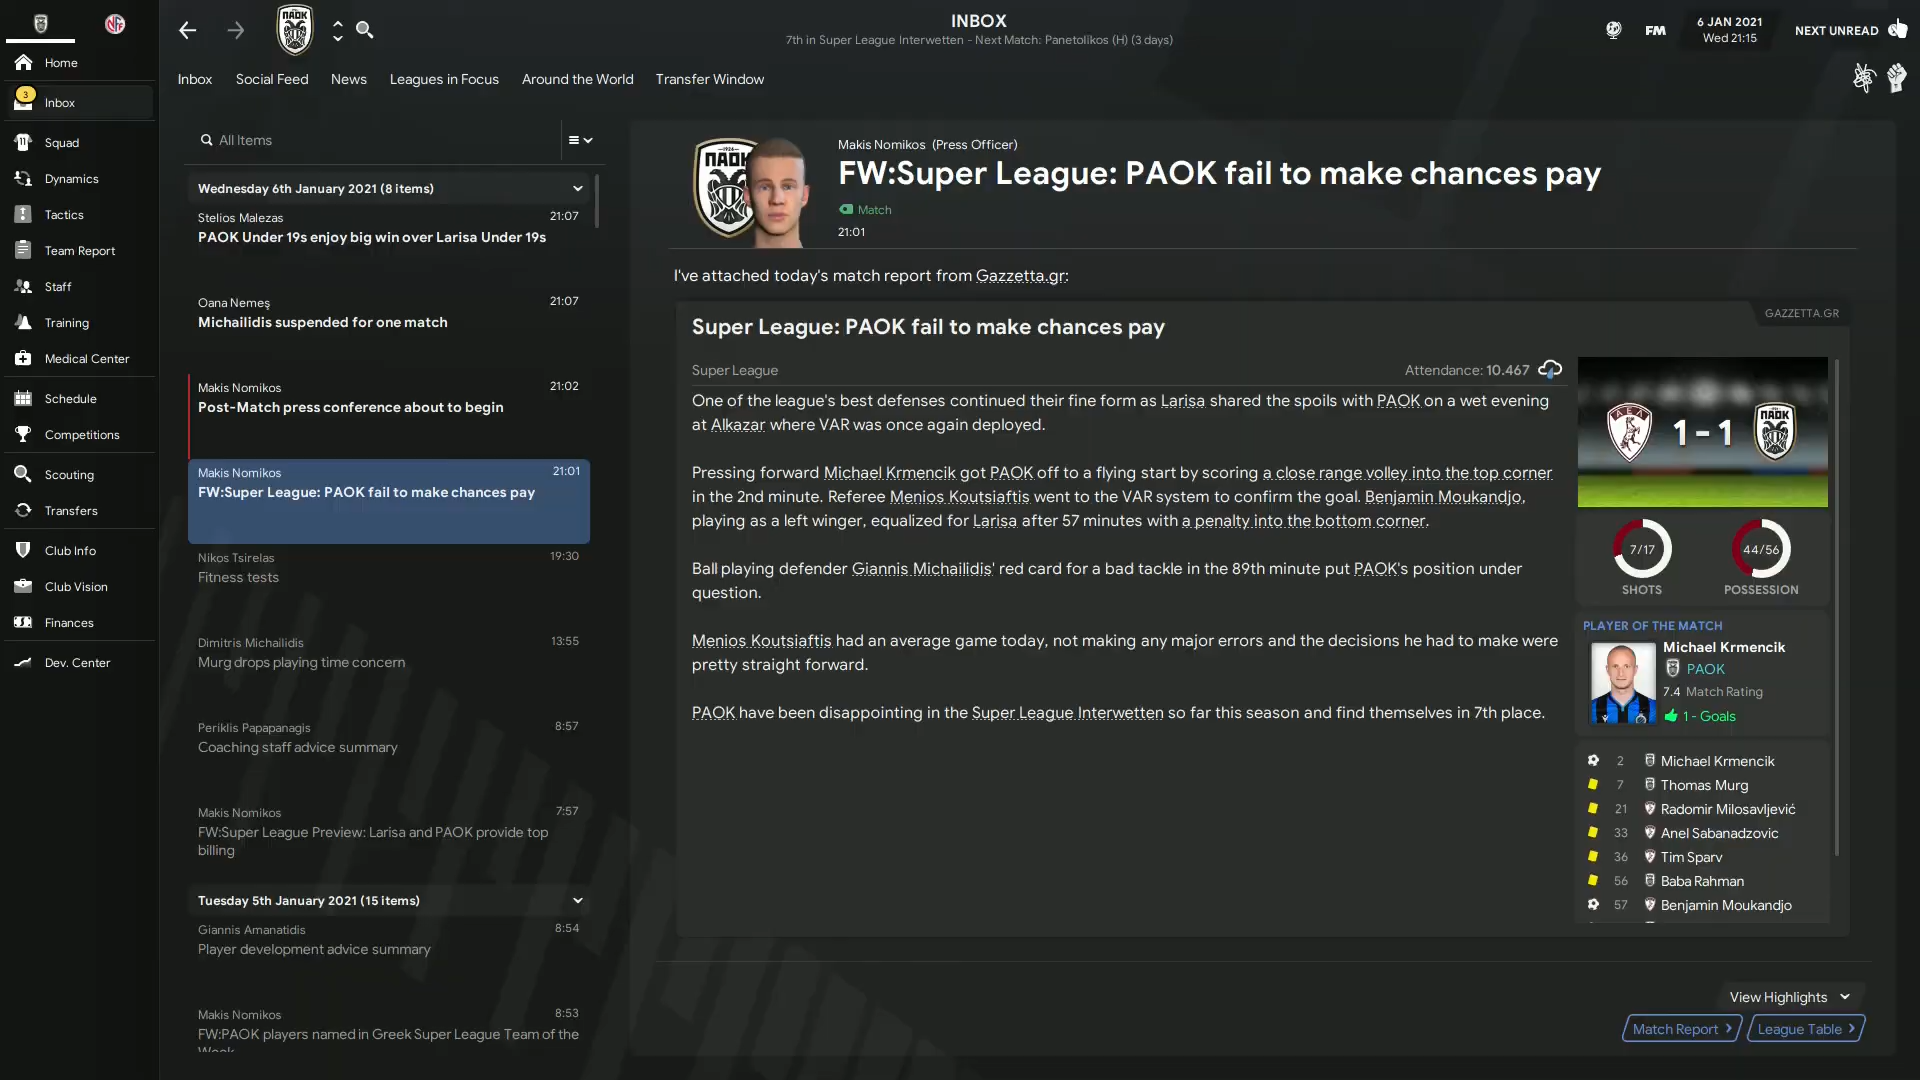 INBOX
7th in Super League Interwetten - Next Match: Panetolikos (H) (3 days)
FM
6 JAN 2021
Wed 21:15
NEXT UNREAD
Inbox
Social Feed
News
Leagues in Focus
Around the World
Transfer Window
Home
3
Inbox
Squad
Dynamics
Tactics
Team Report
Staff
Training
Medical Center
Schedule
Competitions
Scouting
Transfers
Club Info
Club Vision
Finances
Dev. Center
All Items
Wednesday 6th January 2021 (8 items)
Stelios Malezas 21:07
PAOK Under 19s enjoy big win over Larisa Under 19s
Oana Nemeş 21:07
Michailidis suspended for one match
Makis Nomikos 21:02
Post-Match press conference about to begin
Makis Nomikos 21:01
FW:Super League: PAOK fail to make chances pay
Nikos Tsirelas 19:30
Fitness tests
Dimitris Michailidis 13:55
Murg drops playing time concern
Periklis Papapanagis 8:57
Coaching staff advice summary
Makis Nomikos 7:57
FW:Super League Preview: Larisa and PAOK provide top
billing
Tuesday 5th January 2021 (15 items)
Giannis Amanatidis 8:54
Player development advice summary
Makis Nomikos 8:53
FW:PAOK players named in Greek Super League Team of the
Week
ΠΑΟΚ
Makis Nomikos (Press Officer)
FW:Super League: PAOK fail to make chances pay
Match
21:01
I've attached today's match report from Gazzetta.gr:
GAZZETTA.GR
Super League: PAOK fail to make chances pay
Super League Attendance: 10.467
One of the league's best defenses continued their fine form as Larisa shared the spoils with PAOK on a wet evening
at Alkazar where VAR was once again deployed.
Pressing forward Michael Krmencik got PAOK off to a flying start by scoring a close range volley into the top corner
in the 2nd minute. Referee Menios Koutsiaftis went to the VAR system to confirm the goal. Benjamin Moukandjo,
playing as a left winger, equalized for Larisa after 57 minutes with a penalty into the bottom corner.
Ball playing defender Giannis Michailidis' red card for a bad tackle in the 89th minute put PAOK's position under
question.
Menios Koutsiaftis had an average game today, not making any major errors and the decisions he had to make were
pretty straight forward.
PAOK have been disappointing in the Super League Interwetten so far this season and find themselves in 7th place.
1 - 1
7/17
SHOTS
44/56
POSSESSION
PLAYER OF THE MATCH
Michael Krmencik
PAOK
7.4 Match Rating
1 - Goals
2 Michael Krmencik
7 Thomas Murg
21 Radomir Milosavljević
33 Anel Sabanadzovic
36 Tim Sparv
56 Baba Rahman
57 Benjamin Moukandjo
View Highlights
Match Report
League Table